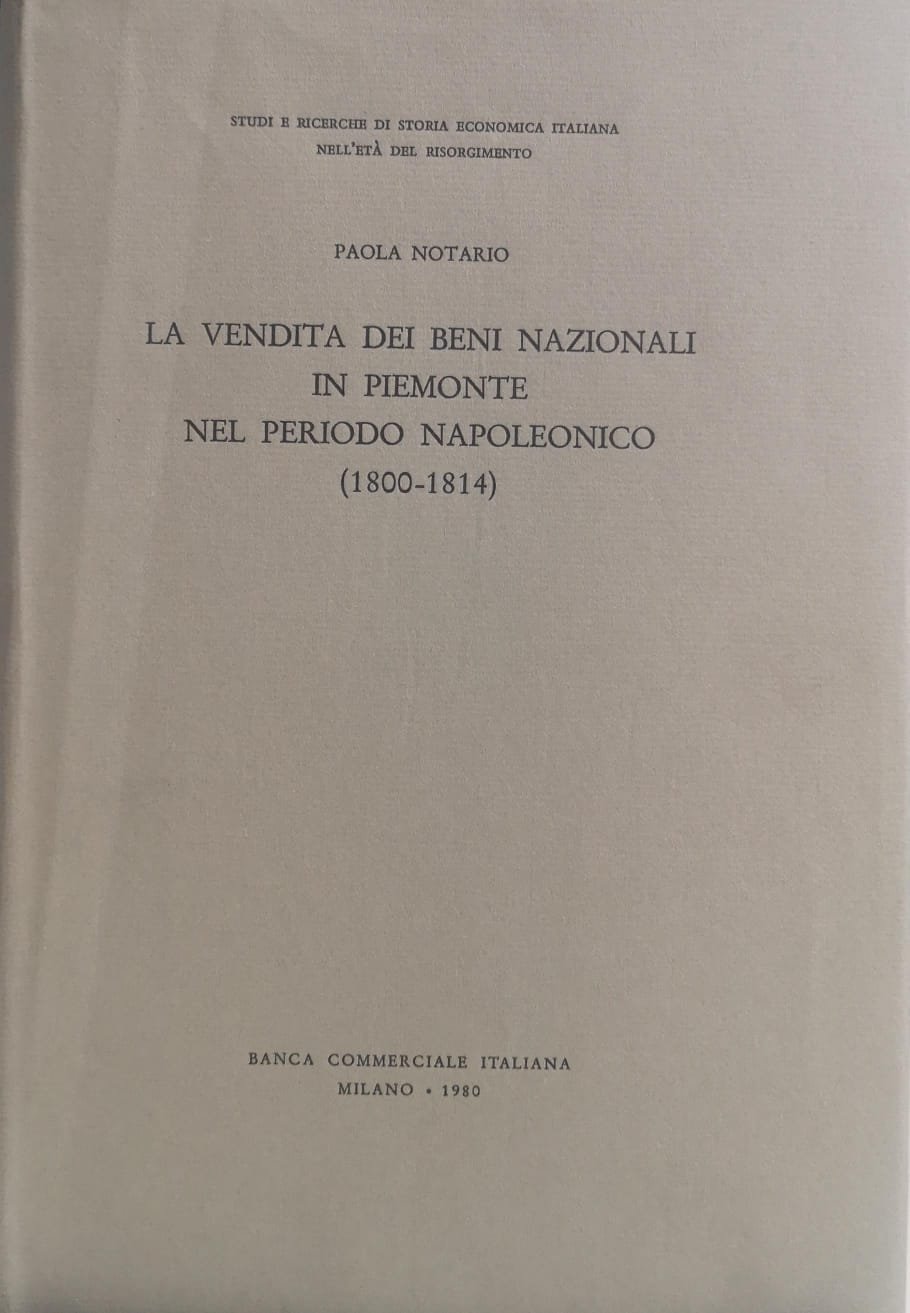 STUDI E RICERCHE DI STORIA ECONOMICA ITALIANA
NELL'ETÀ DEL RISORGIMENTO
PAOLA NOTARIO
LA VENDITA DEI BENI NAZIONALI
IN PIEMONTE
NEL PERIODO NAPOLEONICO
(1800-1814)
BANCA COMMERCIALE ITALIANA
MILANO • 1980